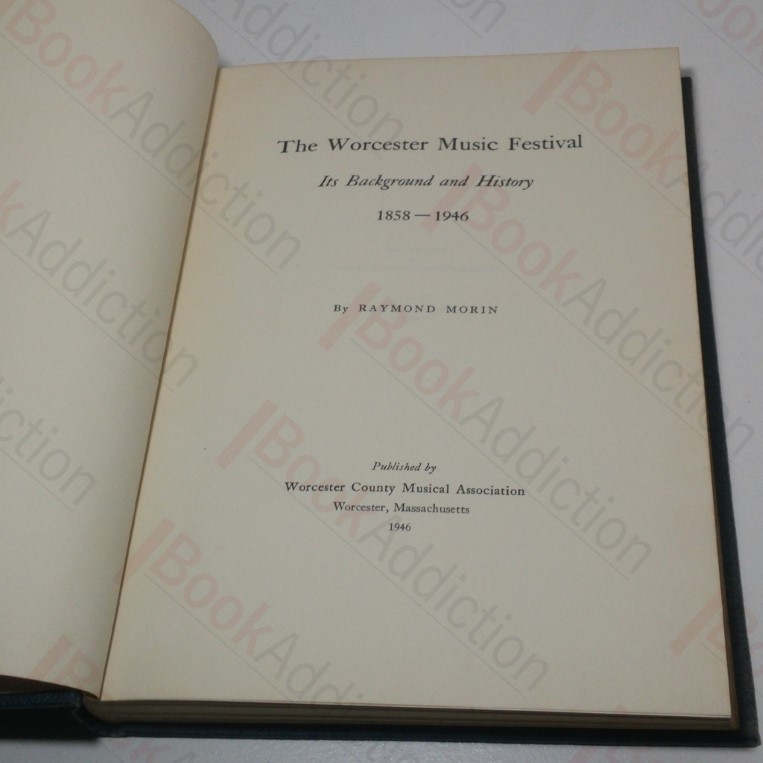 The Worcester Music Festival
Its Background and History
1858 — 1946
By RAYMOND MORIN
Published by
Worcester County Musical Association
Worcester, Massachusetts
1946
BookAddiction